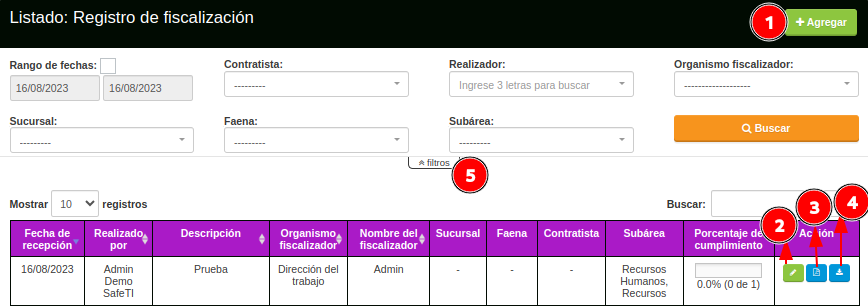 Listado: Registro de fiscalización
1
Agregar
Rango de fechas:
Contratista:
Realizador:
Organismo fiscalizador:
16/08/2023 16/08/2023 --------- Ingrese 3 letras para buscar ------------------
Sucursal:
Faena:
Subárea:
--------- --------- --------- Buscar
filtros
5
Mostrar 10 registros
Buscar:
2 3 4
Fecha de recepción
Realizado por
Descripción
Organismo fiscalizador
Nombre del fiscalizador
Sucursal
Faena
Contratista
Subárea
Porcentaje de cumplimiento
Acción
16/08/2023
Admin Demo SafeTI
Prueba
Dirección del trabajo
Admin
-
-
-
Recursos Humanos, Recursos
0.0% (0 de 1)